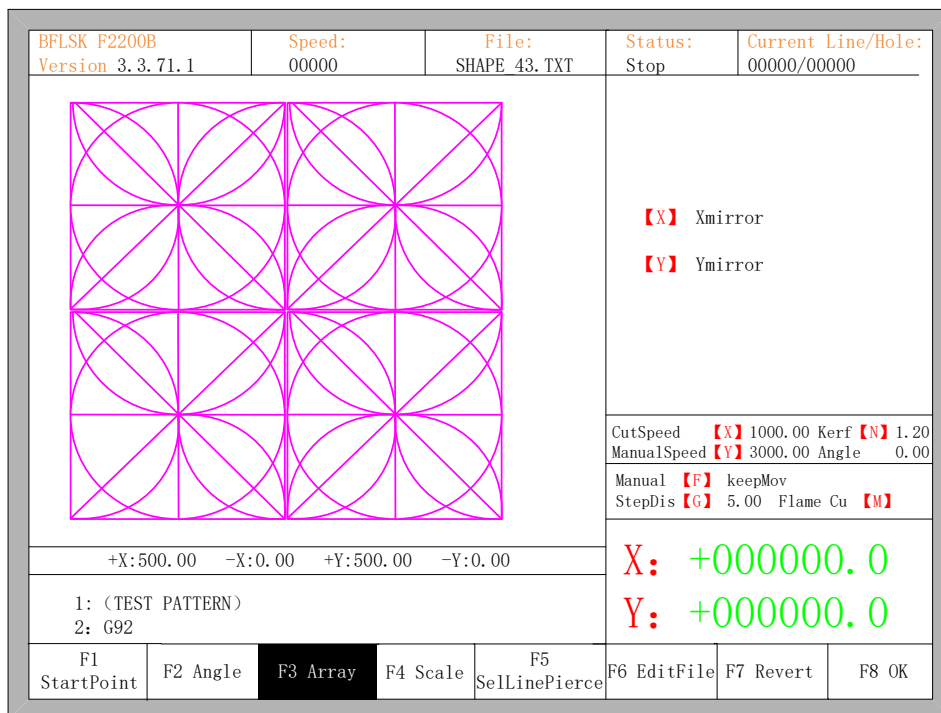 BFLSK F2200B Speed: File: Status: Current Line/Hole:
Version 3.3.71.1 00000 SHAPE_43.TXT Stop 00000/00000
【X】 Xmirror
【Y】 Ymirror
CutSpeed 【X】 1000.00 Kerf 【N】 1.20
ManualSpeed 【Y】 3000.00 Angle 0.00
Manual 【F】 keepMov
StepDis 【G】 5.00 Flame Cu 【M】
+X:500.00 -X:0.00 +Y:500.00 -Y:0.00
X: +000000.0
1: (TEST PATTERN)
2: G92
Y: +000000.0
F1 StartPoint
F2 Angle
F3 Array
F4 Scale
F5 SelLinePierce
F6 EditFile
F7 Revert
F8 OK